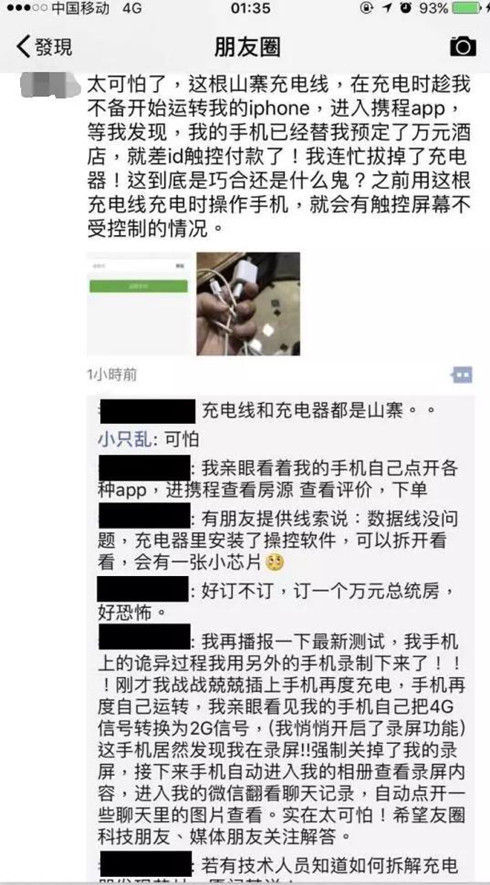 中国移动 4G 01:35 93%
發現 朋友圈
太可怕了，这根山寨充电线，在充电时趁我
不备开始运转我的iphone，进入携程app，
等我发现，我的手机已经替我预定了万元酒
店，就差id触控付款了！我连忙拔掉了充电
器！这到底是巧合还是什么鬼？之前用这根
充电线充电时操作手机，就会有触控屏幕不
受控制的情况。
1小時前
充电线和充电器都是山寨。。
小只乱: 可怕
: 我亲眼看着我的手机自己点开各
种app，进携程查看房源 查看评价，下单
: 有朋友提供线索说：数据线没问
题，充电器里安装了操控软件，可以拆开看
看，会有一张小芯片
: 好订不订，订一个万元总统房，
好恐怖。
: 我再播报一下最新测试，我手机
上的诡异过程我用另外的手机录制下来了！！
！刚才我战战兢兢插上手机再度充电，手机再
度自己运转，我亲眼看见我的手机自己把4G
信号转换为2G信号，(我悄悄开启了录屏功能)
这手机居然发现我在录屏!!强制关掉了我的录
屏，接下来手机自动进入我的相册查看录屏内
容，进入我的微信翻看聊天记录，自动点开一
些聊天里的图片查看。实在太可怕！希望友圈
科技朋友、媒体朋友关注解答。
: 若有技术人员知道如何拆解充电